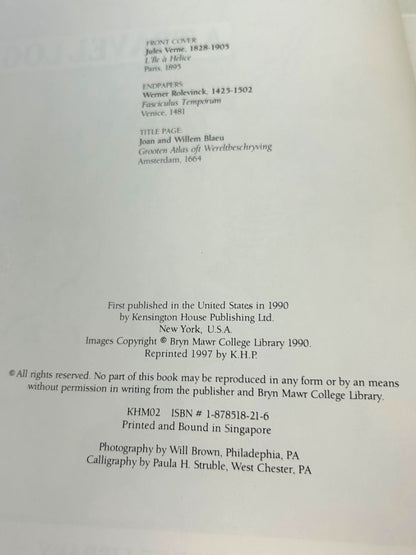 FRONT COVER
Jules Verne, 1828-1905
L'Île à Hélice
Paris, 1895
ENDPAPERS
Werner Rolevinck, 1425-1502
Fasciculus Temporum
Venice, 1481
TITLE PAGE
Joan and Willem Blaeu
Grooten Atlas oft Wereltbeschryving
Amsterdam, 1664
First published in the United States in 1990
by Kensington House Publishing Ltd.
New York, U.S.A.
Images Copyright © Bryn Mawr College Library 1990.
Reprinted 1997 by K.H.P.
© All rights reserved. No part of this book may be reproduced in any form or by an means
without permission in writing from the publisher and Bryn Mawr College Library.
KHM02 ISBN # 1-878518-21-6
Printed and Bound in Singapore
Photography by Will Brown, Philadephia, PA
Calligraphy by Paula H. Struble, West Chester, PA